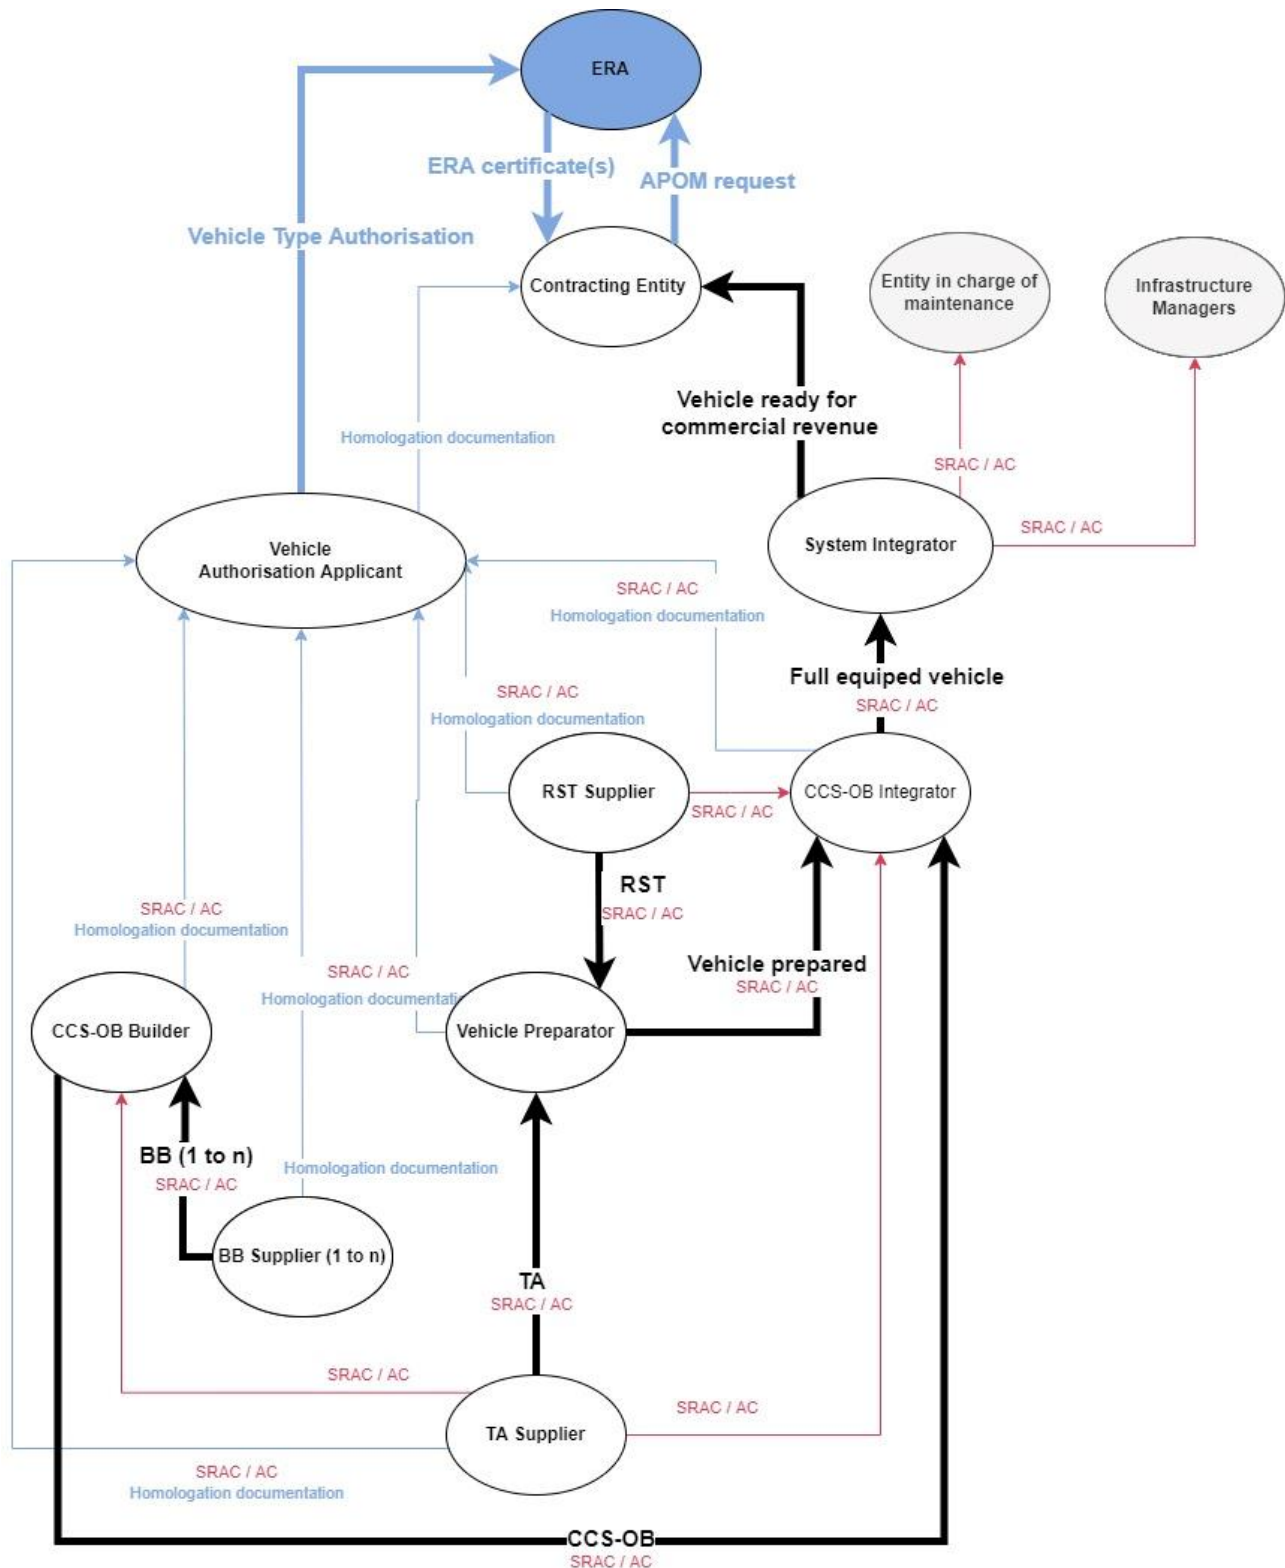 ERA
ERA certificate(s)
APOM request
Vehicle Type Authorisation
Contracting Entity
Entity in charge of
maintenance
Infrastructure
Managers
Vehicle ready for
commercial revenue
Homologation documentation
SRAC / AC
SRAC / AC
Vehicle
Authorisation Applicant
System Integrator
SRAC / AC
Homologation documentation
Full equiped vehicle
SRAC / AC
SRAC / AC
Homologation documentation
RST Supplier
SRAC / AC
CCS-OB Integrator
RST
SRAC / AC
SRAC / AC
Homologation documentation
Vehicle prepared
SRAC / AC
SRAC / AC
Homologation documentati
CCS-OB Builder
Vehicle Preparator
BB (1 to n)
SRAC / AC
Homologation documentation
BB Supplier (1 to n)
TA
SRAC / AC
SRAC / AC
SRAC / AC
TA Supplier
SRAC / AC
Homologation documentation
CCS-OB
SRAC / AC